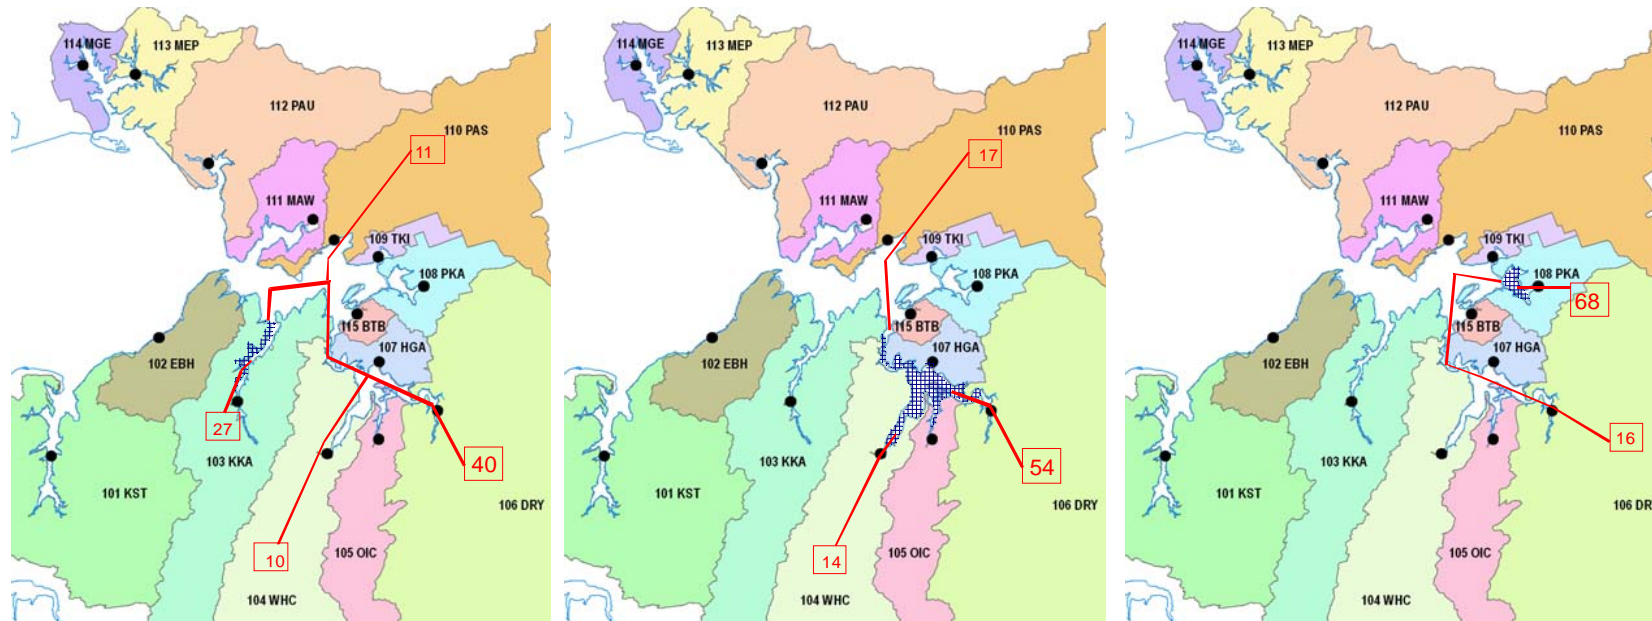 114 MGE
113 MEP
112 PAU
110 PAS
11
111 MAW
109 TKI
108 PKA
115 BTB
107 HGA
102 EBH
27
103 KKA
40
101 KST
106 DRY
10
105 OIC
104 WHC
114 MGE
113 MEP
112 PAU
110 PAS
17
111 MAW
109 TKI
108 PKA
115 BTB
107 HGA
102 EBH
103 KKA
54
101 KST
106 DRY
14
105 OIC
104 WHC
114 MGE
113 MEP
112 PAU
110 PAS
111 MAW
109 TKI
108 PKA
68
115 BTB
107 HGA
102 EBH
16
103 KKA
101 KST
106 DR
105 OIC
104 WHC